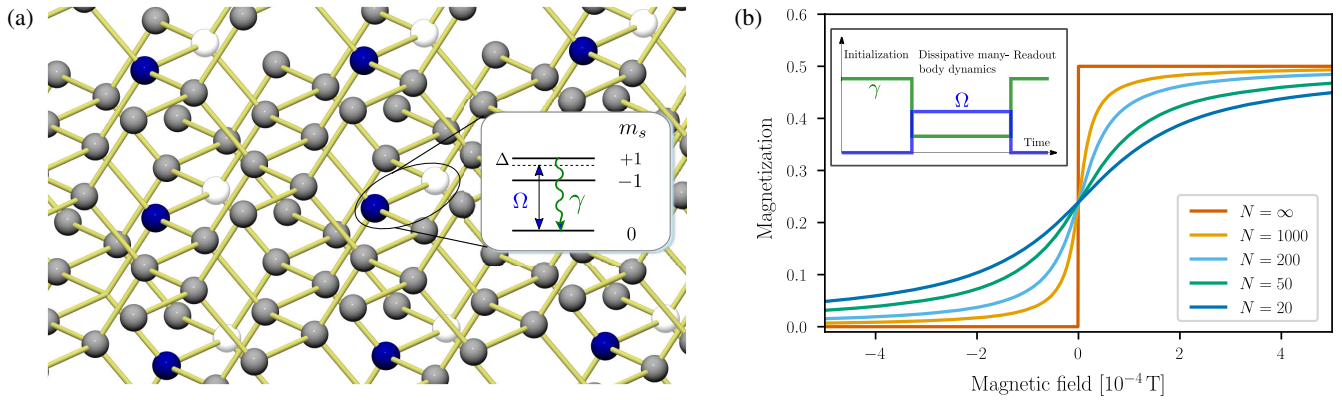 (a)
m_s
Δ
+1
−1
Ω
γ
0
(b)
Magnetization
0.6
0.5
0.4
0.3
0.2
0.1
0.0
Initialization
Dissipative many-
body dynamics
Readout
γ
Ω
Time
N = ∞
N = 1000
N = 200
N = 50
N = 20
−4
−2
0
2
4
Magnetic field [10⁻⁴ T]